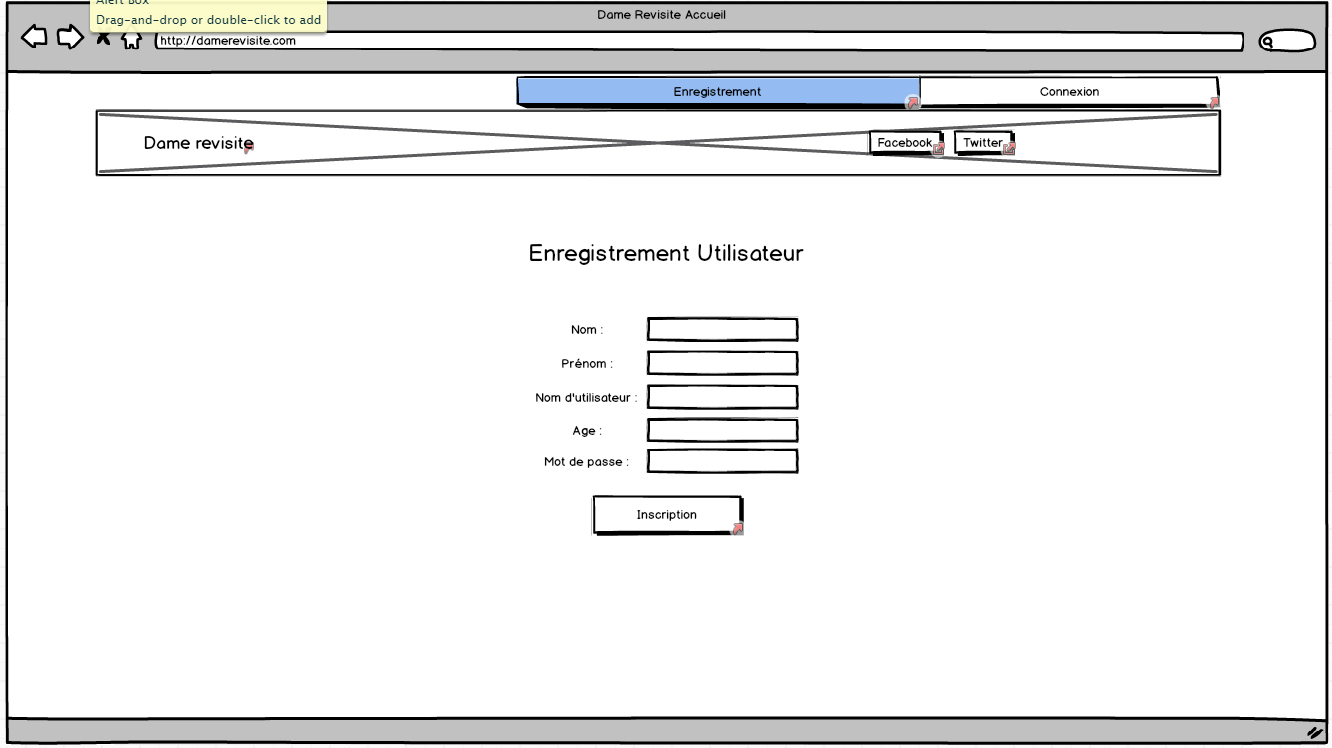 Alert Box
Drag-and-drop or double-click to add
Dame Revisite Accueil
http://damerevisite.com
Enregistrement
Connexion
Dame revisite
Facebook
Twitter
Enregistrement Utilisateur
Nom :
Prénom :
Nom d'utilisateur :
Age :
Mot de passe :
Inscription